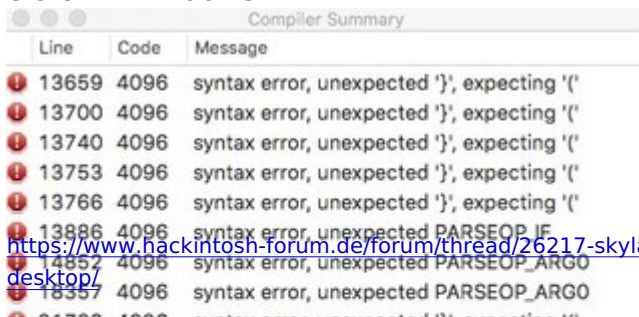 Compiler Summary
Line Code Message
13659 4096 syntax error, unexpected '}', expecting '('
13700 4096 syntax error, unexpected '}', expecting '('
13740 4096 syntax error, unexpected '}', expecting '('
13753 4096 syntax error, unexpected '}', expecting '('
13766 4096 syntax error, unexpected '}', expecting '('
13886 4096 syntax error, unexpected PARSEOP_IF
https://www.hackintosh-forum.de/forum/thread/26217-skyla
14852 4096 syntax error, unexpected PARSEOP_ARG0
desktop/
18357 4096 syntax error, unexpected PARSEOP_ARG0